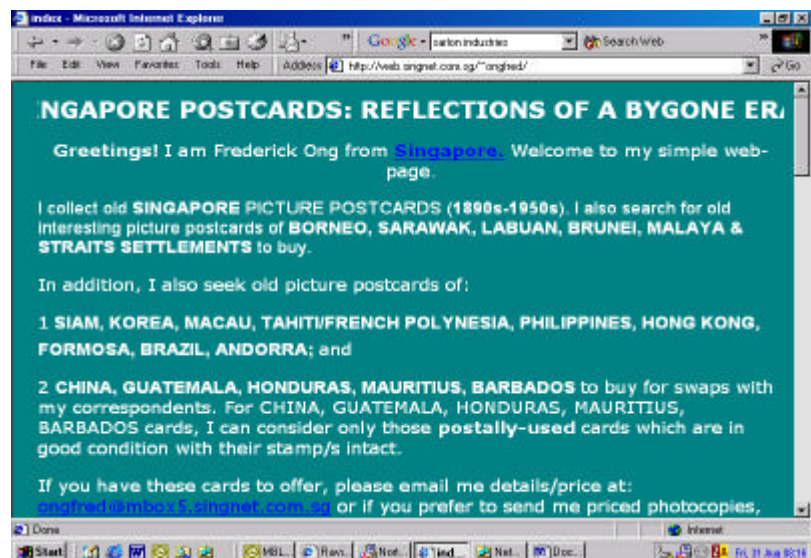 index - Microsoft Internet Explorer
Google sarlon industries Search Web
File Edit View Favorites Tools Help Address http://web.singnet.com.sg/~ongfred/ Go
NGAPORE POSTCARDS: REFLECTIONS OF A BYGONE ER
Greetings! I am Frederick Ong from Singapore. Welcome to my simple web-
page.
I collect old SINGAPORE PICTURE POSTCARDS (1890s-1950s). I also search for old
interesting picture postcards of BORNEO, SARAWAK, LABUAN, BRUNEI, MALAYA &
STRAITS SETTLEMENTS to buy.
In addition, I also seek old picture postcards of:
1 SIAM, KOREA, MACAU, TAHITI/FRENCH POLYNESIA, PHILIPPINES, HONG KONG,
FORMOSA, BRAZIL, ANDORRA; and
2 CHINA, GUATEMALA, HONDURAS, MAURITIUS, BARBADOS to buy for swaps with
my correspondents. For CHINA, GUATEMALA, HONDURAS, MAURITIUS,
BARBADOS cards, I can consider only those postally-used cards which are in
good condition with their stamp/s intact.
If you have these cards to offer, please email me details/price at:
ongfred@mbox5.singnet.com.sg or if you prefer to send me priced photocopies,
Done Internet
Start MBL... Ravi.. Nort.. ind... Net... Doc...